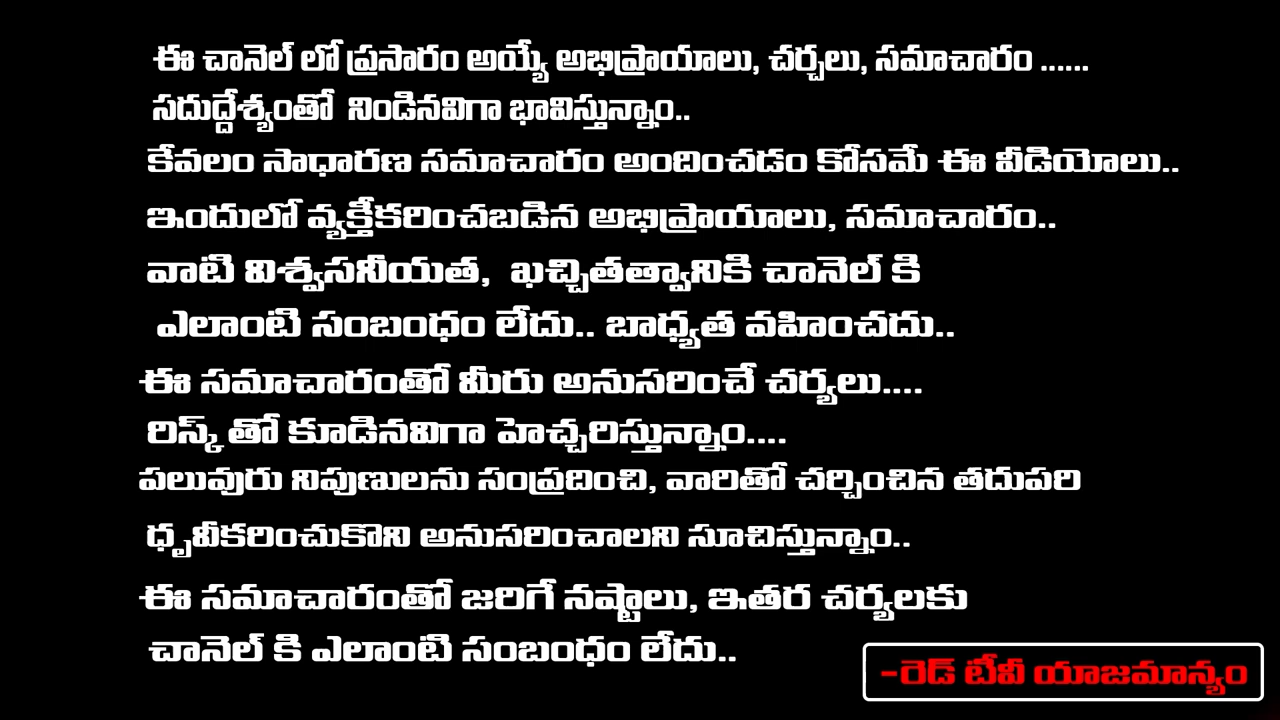 ఈ చానెల్ లో ప్రసారం అయ్యే అభిప్రాయాలు, చర్చలు, సమాచారం ......
సదుద్దేశ్యంతో నిండినవిగా భావిస్తున్నాం..
కేవలం సాధారణ సమాచారం అందించడం కోసమే ఈ వీడియోలు..
ఇందులో వ్యక్తీకరించబడిన అభిప్రాయాలు, సమాచారం..
వాటి విశ్వసనీయత, ఖచ్చితత్వానికి చానెల్ కి
ఎలాంటి సంబంధం లేదు.. బాధ్యత వహించదు..
ఈ సమాచారంతో మీరు అనుసరించే చర్యలు....
రిస్క్ తో కూడినవిగా హెచ్చరిస్తున్నాం....
పలువురు నిపుణులను సంప్రదించి, వారితో చర్చించిన తదుపరి
ధృవీకరించుకొని అనుసరించాలని సూచిస్తున్నాం..
ఈ సమాచారంతో జరిగే నష్టాలు, ఇతర చర్యలకు
చానెల్ కి ఎలాంటి సంబంధం లేదు..
-రెడ్ టీవీ యాజమాన్యం